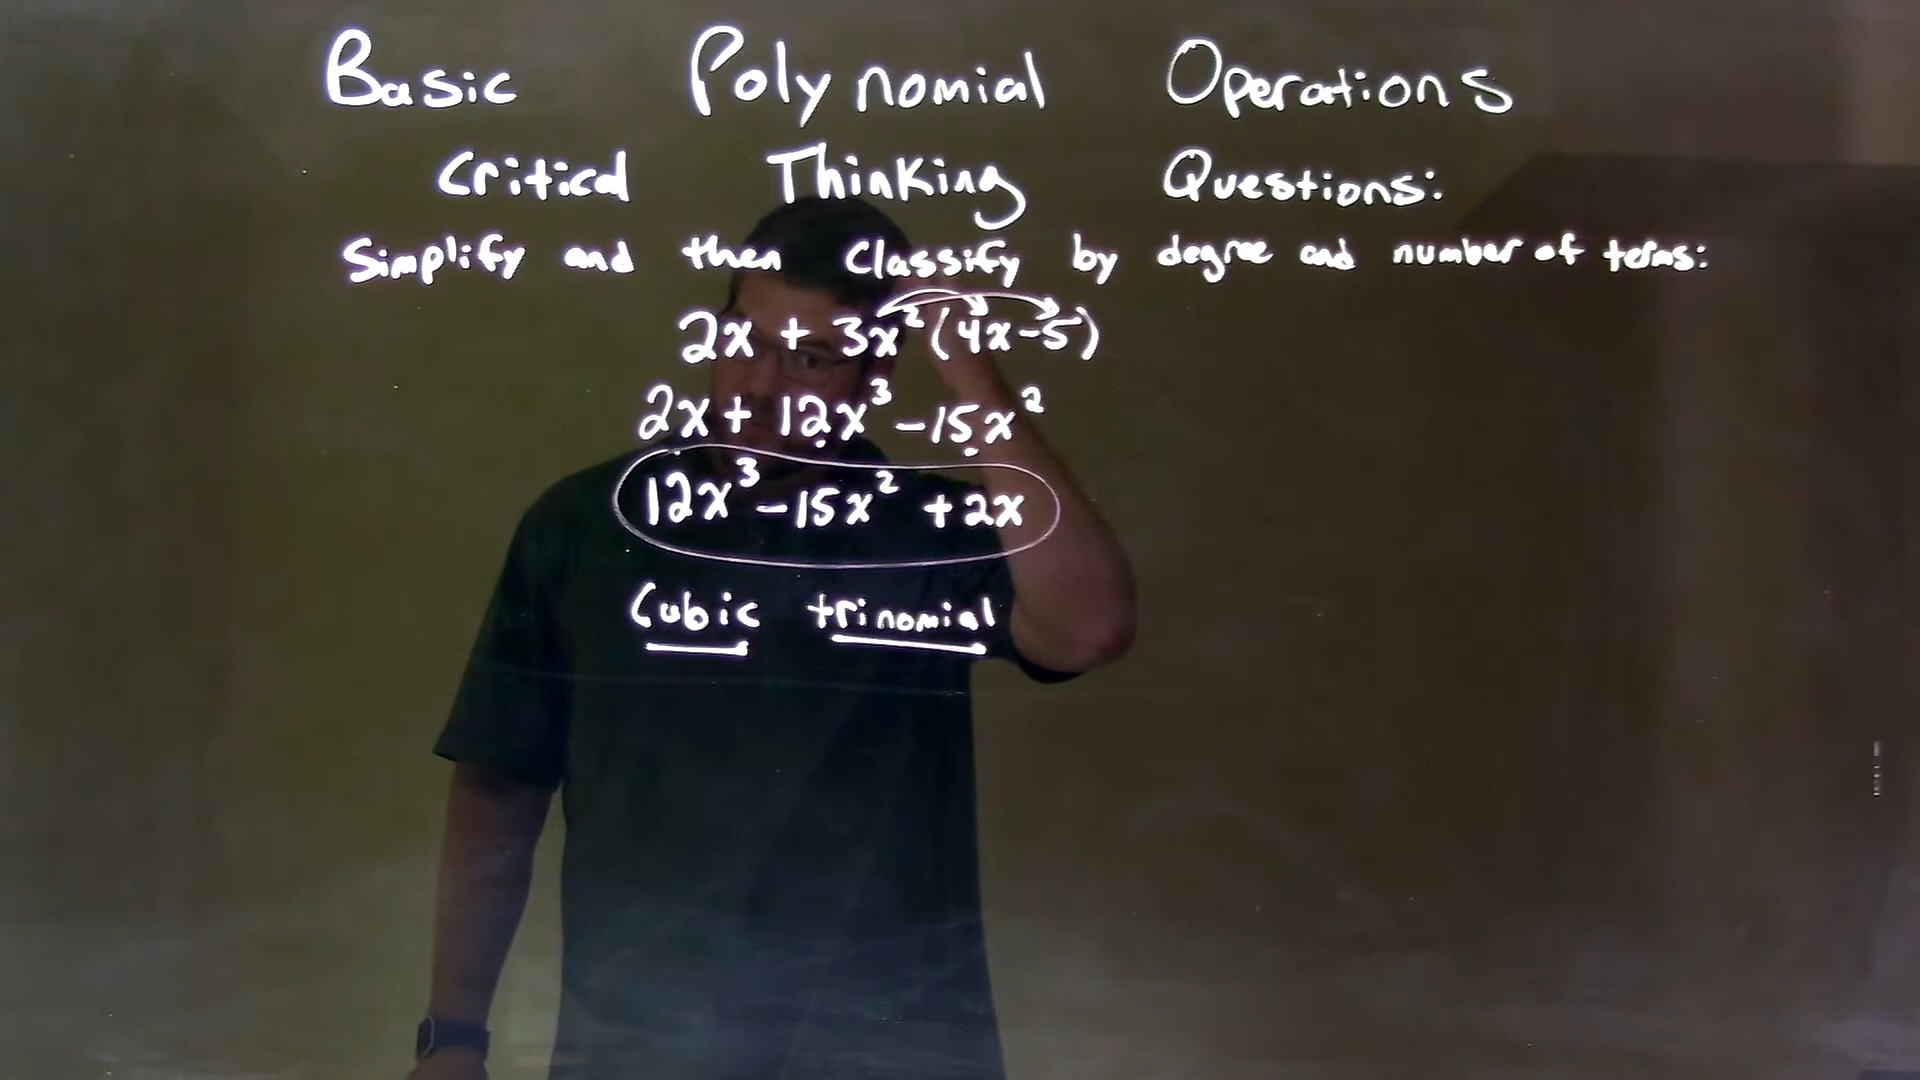 Basic Polynomial Operations
Critical Thinking Questions:
Simplify and then classify by degree and number of terms:
2x + 3x²(4x-5)
2x + 12x³ - 15x²
12x³ - 15x² + 2x
Cubic trinomial